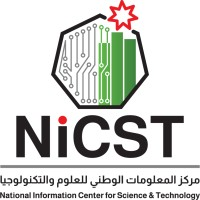 NiCST
مركز المعلومات الوطني للعلوم والتكنولوجيا
National Information Center for Science & Technology